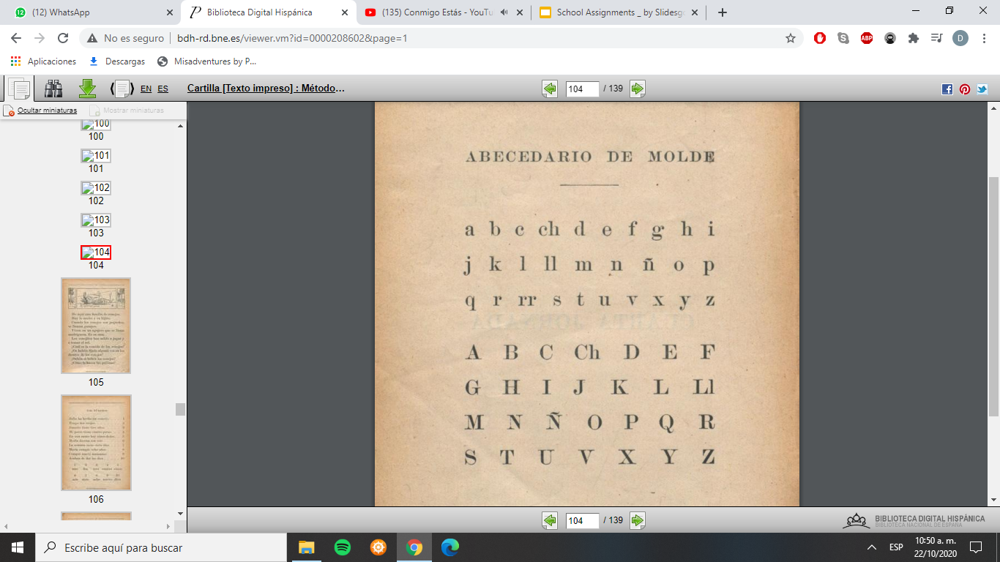 (12) WhatsApp
Biblioteca Digital Hispánica
(135) Conmigo Estás - YouTu
School Assignments _ by Slidesgo
No es seguro
bdh-rd.bne.es/viewer.vm?id=0000208602&page=1
ABP
D
Aplicaciones
Descargas
Misadventures by P...
EN ES
Cartilla [Texto impreso] : Método…
104 / 139
Ocultar miniaturas
Mostrar miniaturas
100
100
101
101
102
102
103
103
104
104
105
106
ABECEDARIO DE MOLDE
a b c ch d e f g h i
j k l ll m n ñ o p
q r rr s t u v x y z
A B C Ch D E F
G H I J K L Ll
M N Ñ O P Q R
S T U V X Y Z
104 / 139
BIBLIOTECA DIGITAL HISPÁNICA
BIBLIOTECA NACIONAL DE ESPAÑA
Escribe aquí para buscar
ESP
10:50 a. m.
22/10/2020